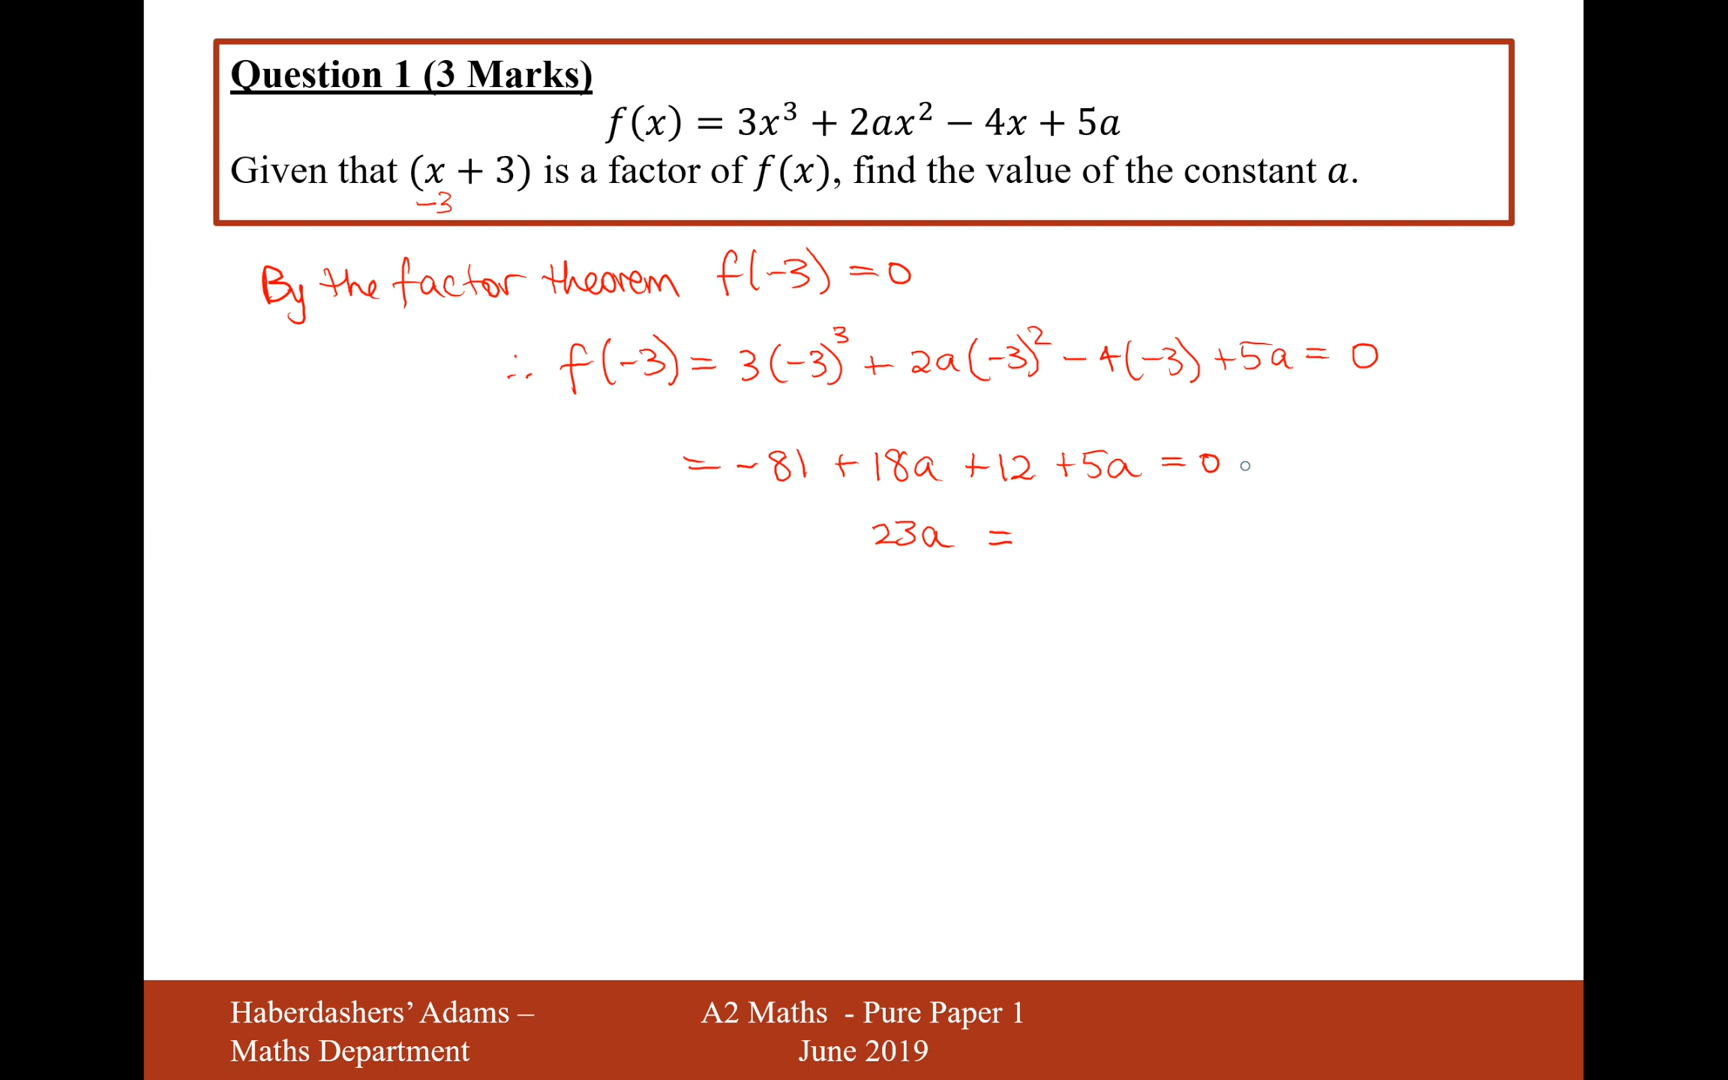 Question 1 (3 Marks)
f(x) = 3x³ + 2ax² − 4x + 5a
Given that (x + 3) is a factor of f(x), find the value of the constant a.
−3
By the factor theorem f(−3) = 0
∴ f(−3) = 3(−3)³ + 2a(−3)² − 4(−3) + 5a = 0
= −81 + 18a + 12 + 5a = 0
23a =
Haberdashers’ Adams –
Maths Department
A2 Maths - Pure Paper 1
June 2019